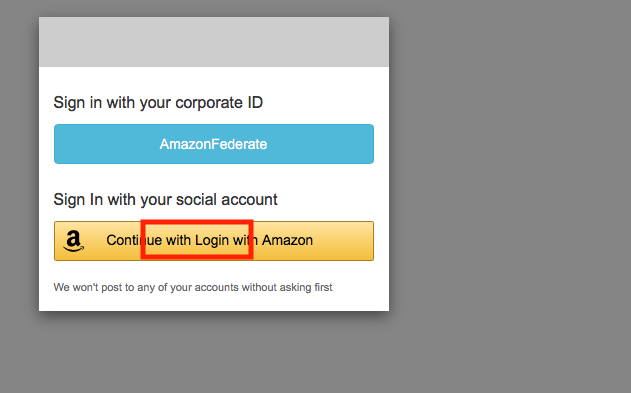 Sign in with your corporate ID
AmazonFederate
Sign In with your social account
Continue with Login with Amazon
We won't post to any of your accounts without asking first